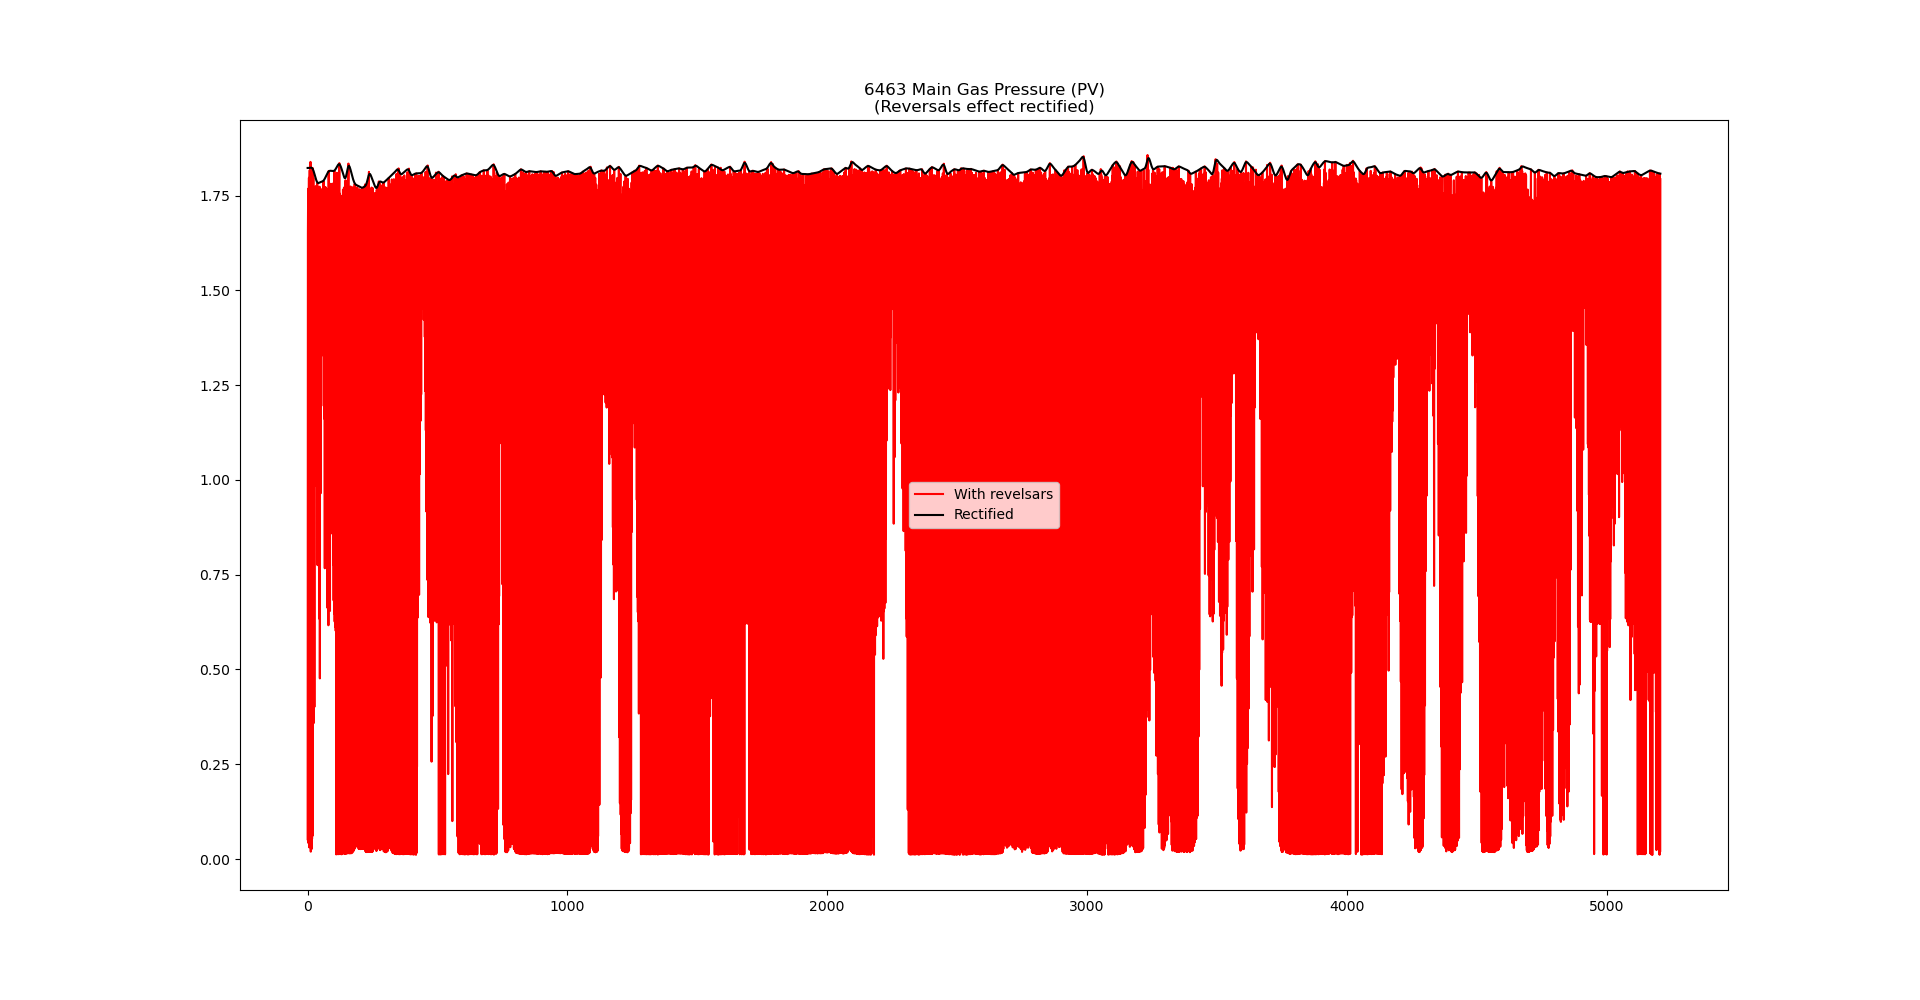 6463 Main Gas Pressure (PV)
(Reversals effect rectified)
1.75
1.50
1.25
1.00
0.75
0.50
0.25
0.00
With revelsars
Rectified
0 1000 2000 3000 4000 5000